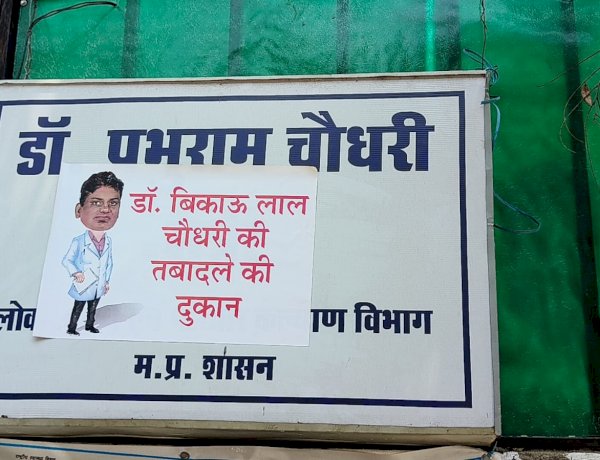 डॉ प्रभुराम चौधरी
डॉ. बिकाऊ लाल
चौधरी की
तबादले की
दुकान
विभाग
म.प्र. शासन